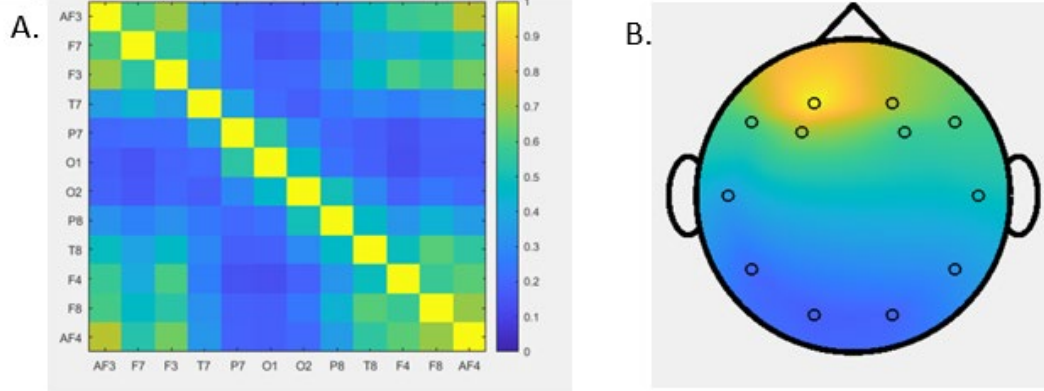 A.
B.
AF3
F7
F3
T7
P7
O1
O2
P8
T8
F4
F8
AF4
AF3 F7 F3 T7 P7 O1 O2 P8 T8 F4 F8 AF4
1
0.9
0.8
0.7
0.6
0.5
0.4
0.3
0.2
0.1
0